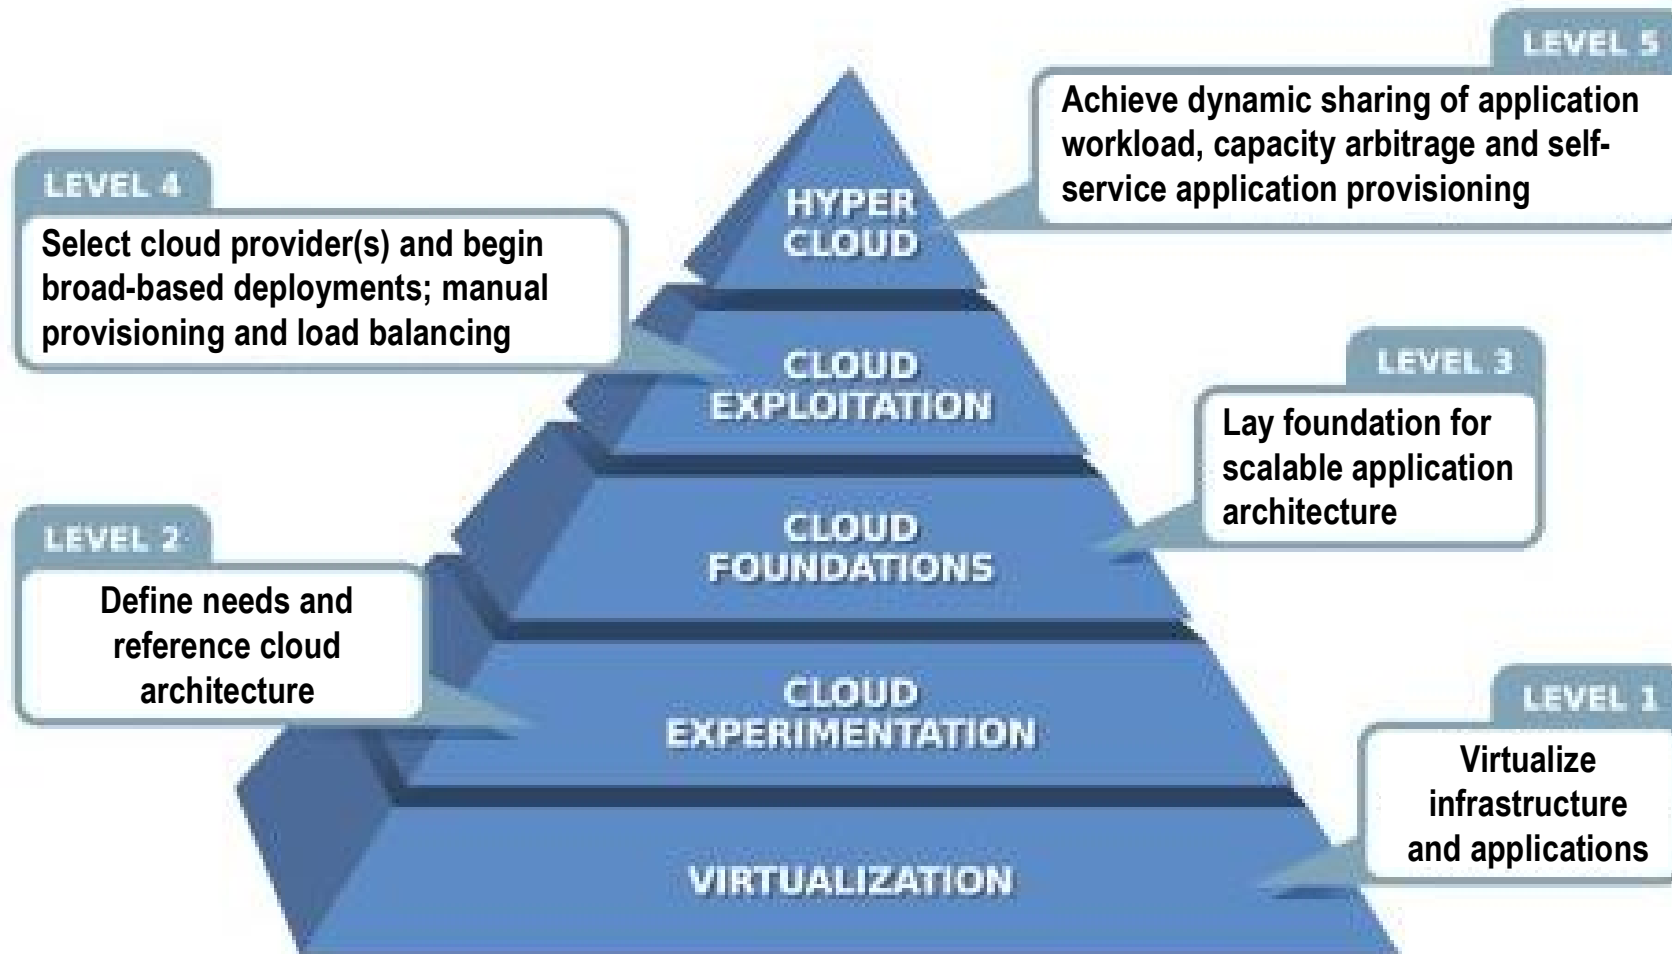 LEVEL 5
Achieve dynamic sharing of application
workload, capacity arbitrage and self-
service application provisioning
LEVEL 4
Select cloud provider(s) and begin
broad-based deployments; manual
provisioning and load balancing
HYPER
CLOUD
CLOUD
EXPLOITATION
LEVEL 3
Lay foundation for
scalable application
architecture
CLOUD
FOUNDATIONS
LEVEL 2
Define needs and
reference cloud
architecture
CLOUD
EXPERIMENTATION
LEVEL 1
Virtualize
infrastructure
and applications
VIRTUALIZATION